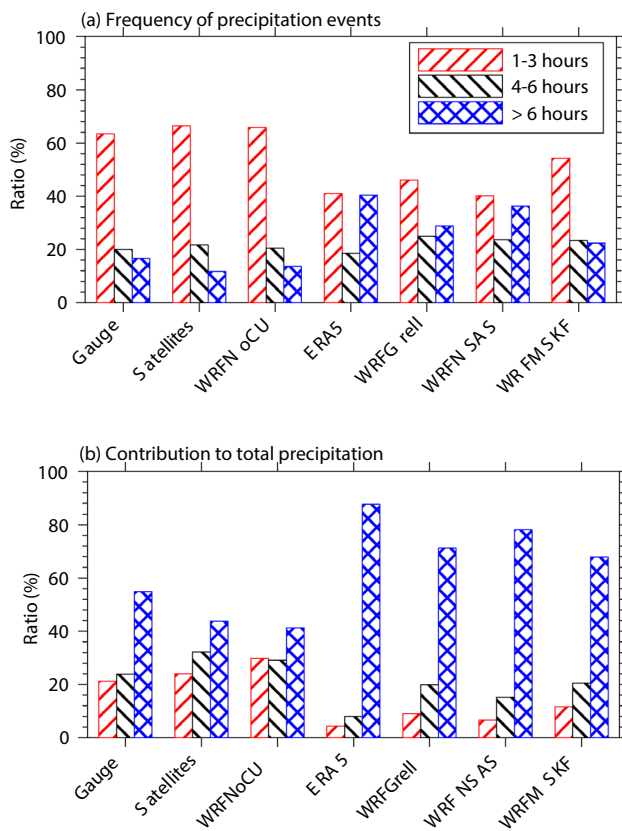 (a) Frequency of precipitation events
100
80
60
40
20
0
Ratio (%)
1-3 hours
4-6 hours
> 6 hours
Gauge
S atellites
WRFN oCU
E RA5
WRFG rell
WRFN SA S
WR FM S KF
(b) Contribution to total precipitation
100
80
60
40
20
0
Ratio (%)
Gauge
S atellites
WRFNoCU
E RA 5
WRFGrell
WRF NS AS
WRFM S KF